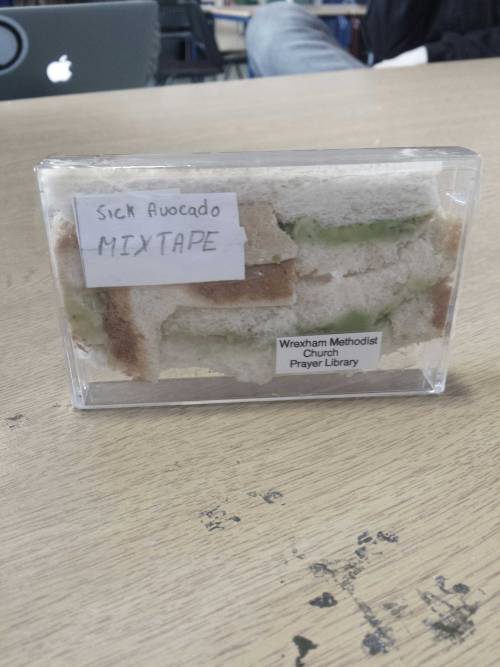 Sick Avocado
MIXTAPE
Wrexham Methodist
Church
Prayer Library